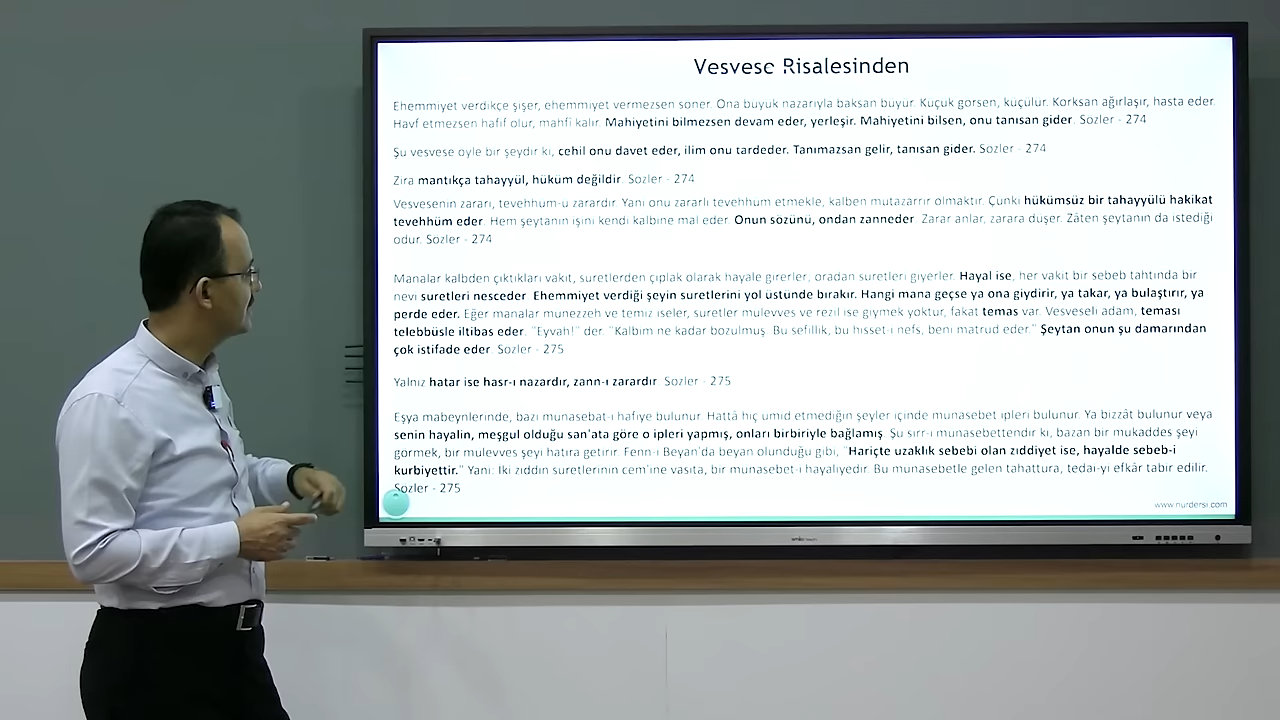 Vesvese Risalesinden
Ehemmiyet verdikçe şişer, ehemmiyet vermezsen söner. Ona büyük nazarıyla baksan büyür. Küçük görsen, küçülür. Korksan ağırlaşır, hasta eder.
Havf etmezsen hafif olur, mahfî kalır. Mahiyetini bilmezsen devam eder, yerleşir. Mahiyetini bilsen, onu tanısan gider. Sözler - 274
Şu vesvese öyle bir şeydir ki, cehil onu davet eder, ilim onu tardeder. Tanımazsan gelir, tanısan gider. Sözler - 274
Zira mantıkça tahayyül, hüküm değildir. Sözler - 274
Vesvesenin zararı, tevehhüm-ü zarardır. Yani onu zararlı tevehhüm etmekle, kalben mutazarrır olmaktır. Çünki hükümsüz bir tahayyülü hakikat
tevehhüm eder. Hem şeytanın işini kendi kalbine mal eder. Onun sözünü, ondan zanneder. Zarar anlar, zarara düşer. Zâten şeytanın da istediği
odur. Sözler - 274
Manalar kalbden çıktıkları vakit, suretlerden çıplak olarak hayale girerler, oradan suretleri giyerler. Hayal ise, her vakit bir sebeb tahtında bir
nevi suretleri nesceder. Ehemmiyet verdiği şeyin suretlerini yol üstünde bırakır. Hangi mana geçse ya ona giydirir, ya takar, ya bulaştırır, ya
perde eder. Eğer manalar münezzeh ve temiz iseler, suretler mülevves ve rezil ise giymek yoktur, fakat temas var. Vesveseli adam, teması
telebbüsle iltibas eder. "Eyvah!" der. "Kalbim ne kadar bozulmuş. Bu sefillik, bu hısset-i nefs, beni matrud eder." Şeytan onun şu damarından
çok istifade eder. Sözler - 275
Yalnız hatar ise hasr-ı nazardır, zann-ı zarardır. Sözler - 275
Eşya mabeynlerinde, bazı münasebat-ı hafiye bulunur. Hattâ hiç ümid etmediğin şeyler içinde münasebet ipleri bulunur. Ya bizzât bulunur veya
senin hayalin, meşgul olduğu san'ata göre o ipleri yapmış, onları birbiriyle bağlamış. Şu sırr-ı münasebettendir ki, bazan bir mukaddes şeyi
görmek, bir mülevves şeyi hatıra getirir. Fenn-i Beyan'da beyan olunduğu gibi, "Hariçte uzaklık sebebi olan zıddiyet ise, hayalde sebeb-i
kurbiyettir." Yani: İki zıddın suretlerinin cem'ine vasıta, bir münasebet-i hayaliyedir. Bu münasebetle gelen tahattura, tedai-yi efkâr tabir edilir.
Sözler - 275
www.nurdersi.com